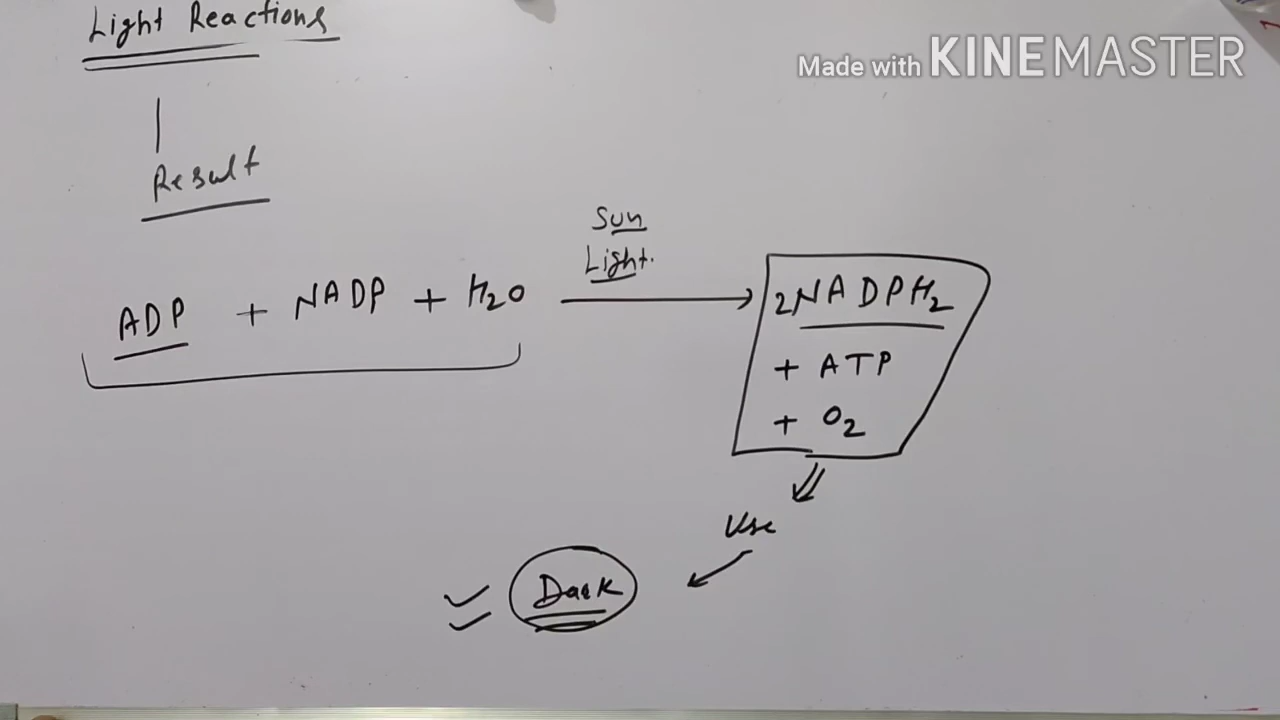 Light Reactions
Made with KINEMASTER
Result
Sun
Light.
ADP + NADP + H2O
2NADPH2
+ ATP
+ O2
Use
Dark